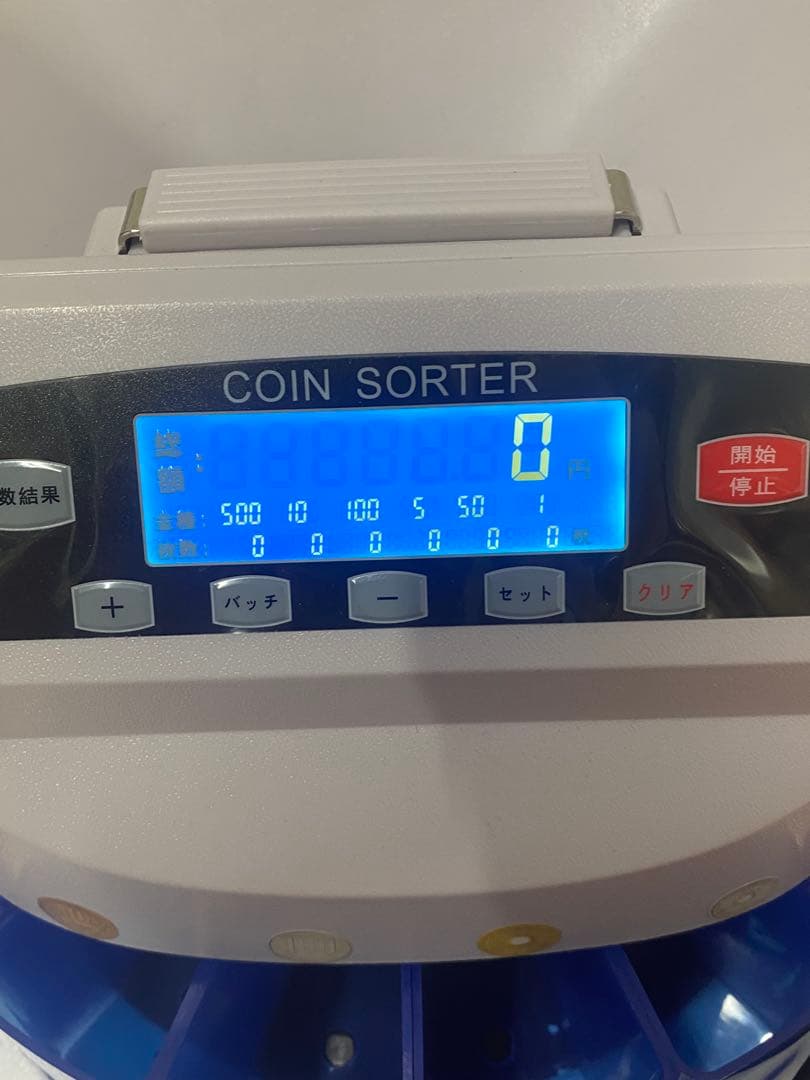 COIN SORTER
総額: 0 円
金種: 500 10 100 5 50 1
枚数: 0 0 0 0 0 0 枚
数結果
開始
停止
+
バッチ
−
セット
クリア